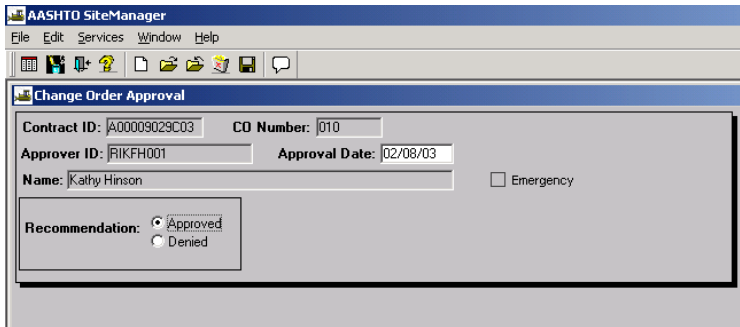 AASHTO SiteManager
File Edit Services Window Help
Change Order Approval
Contract ID: A00009029C03 CO Number: 010
Approver ID: RIKFH001 Approval Date: 02/08/03
Name: Kathy Hinson Emergency
Recommendation: Approved
Denied